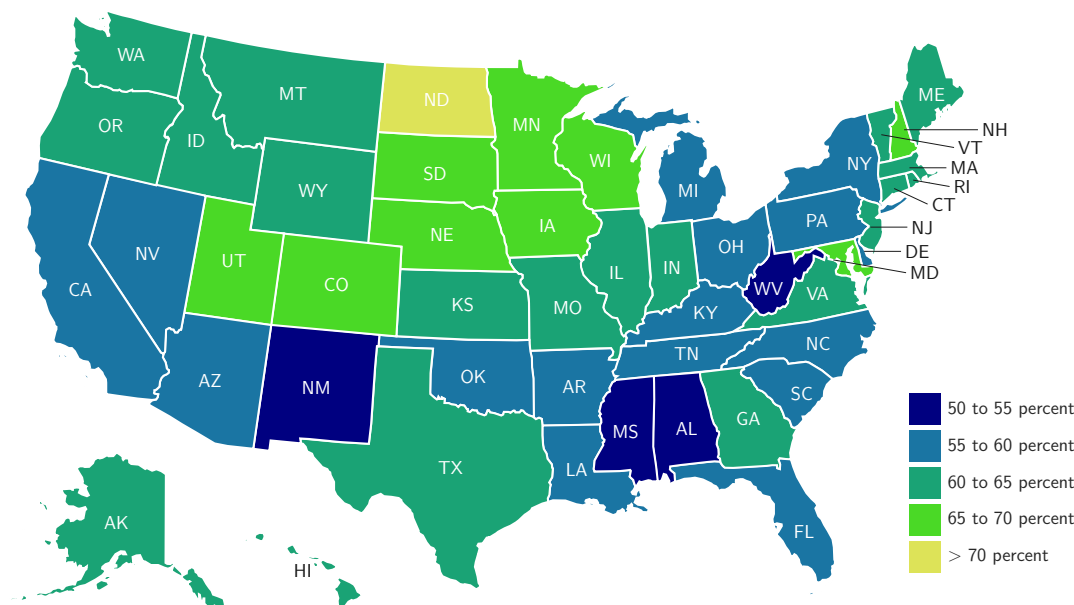 WA
MT
ND
MN
ME
OR
ID
NH
VT
WI
NY
SD
MA
WY
MI
RI
CT
NE
IA
NJ
PA
NV
OH
DE
UT
MD
IL
IN
CO
CA
WV
VA
KS
MO
KY
NC
TN
AZ
NM
OK
AR
SC
GA
MS
AL
TX
LA
AK
FL
HI
50 to 55 percent
55 to 60 percent
60 to 65 percent
65 to 70 percent
> 70 percent